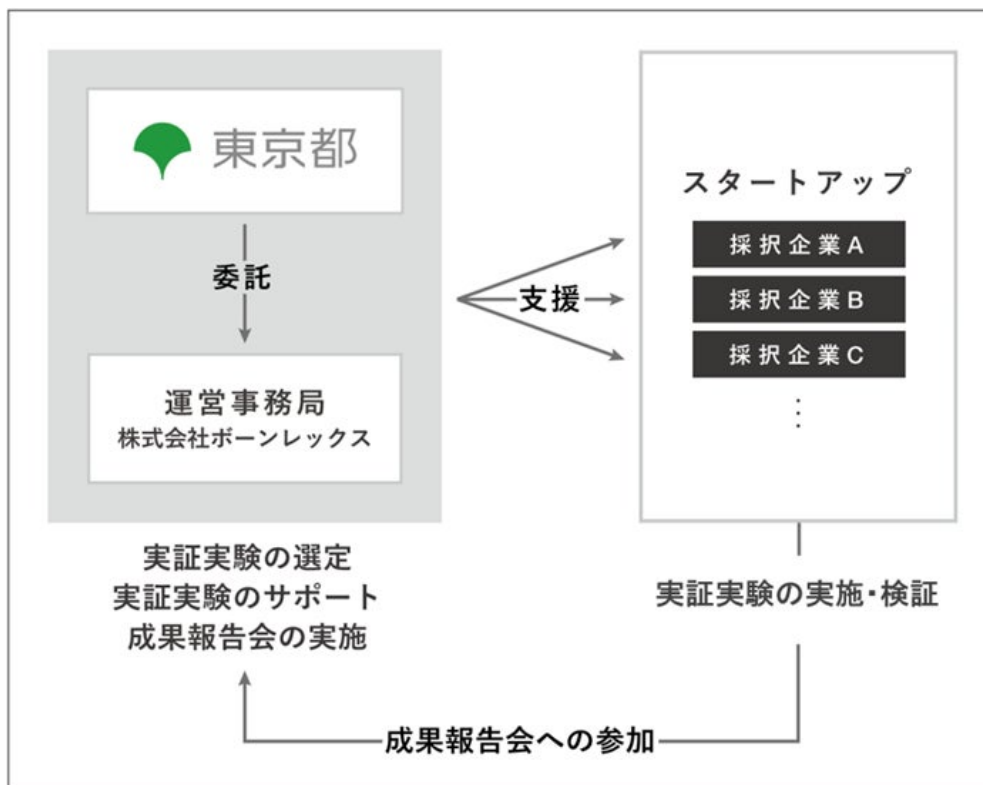 東京都
委託
運営事務局
株式会社ボーンレックス
実証実験の選定
実証実験のサポート
成果報告会の実施
支援
スタートアップ
採択企業A
採択企業B
採択企業C
⋮
実証実験の実施・検証
成果報告会への参加